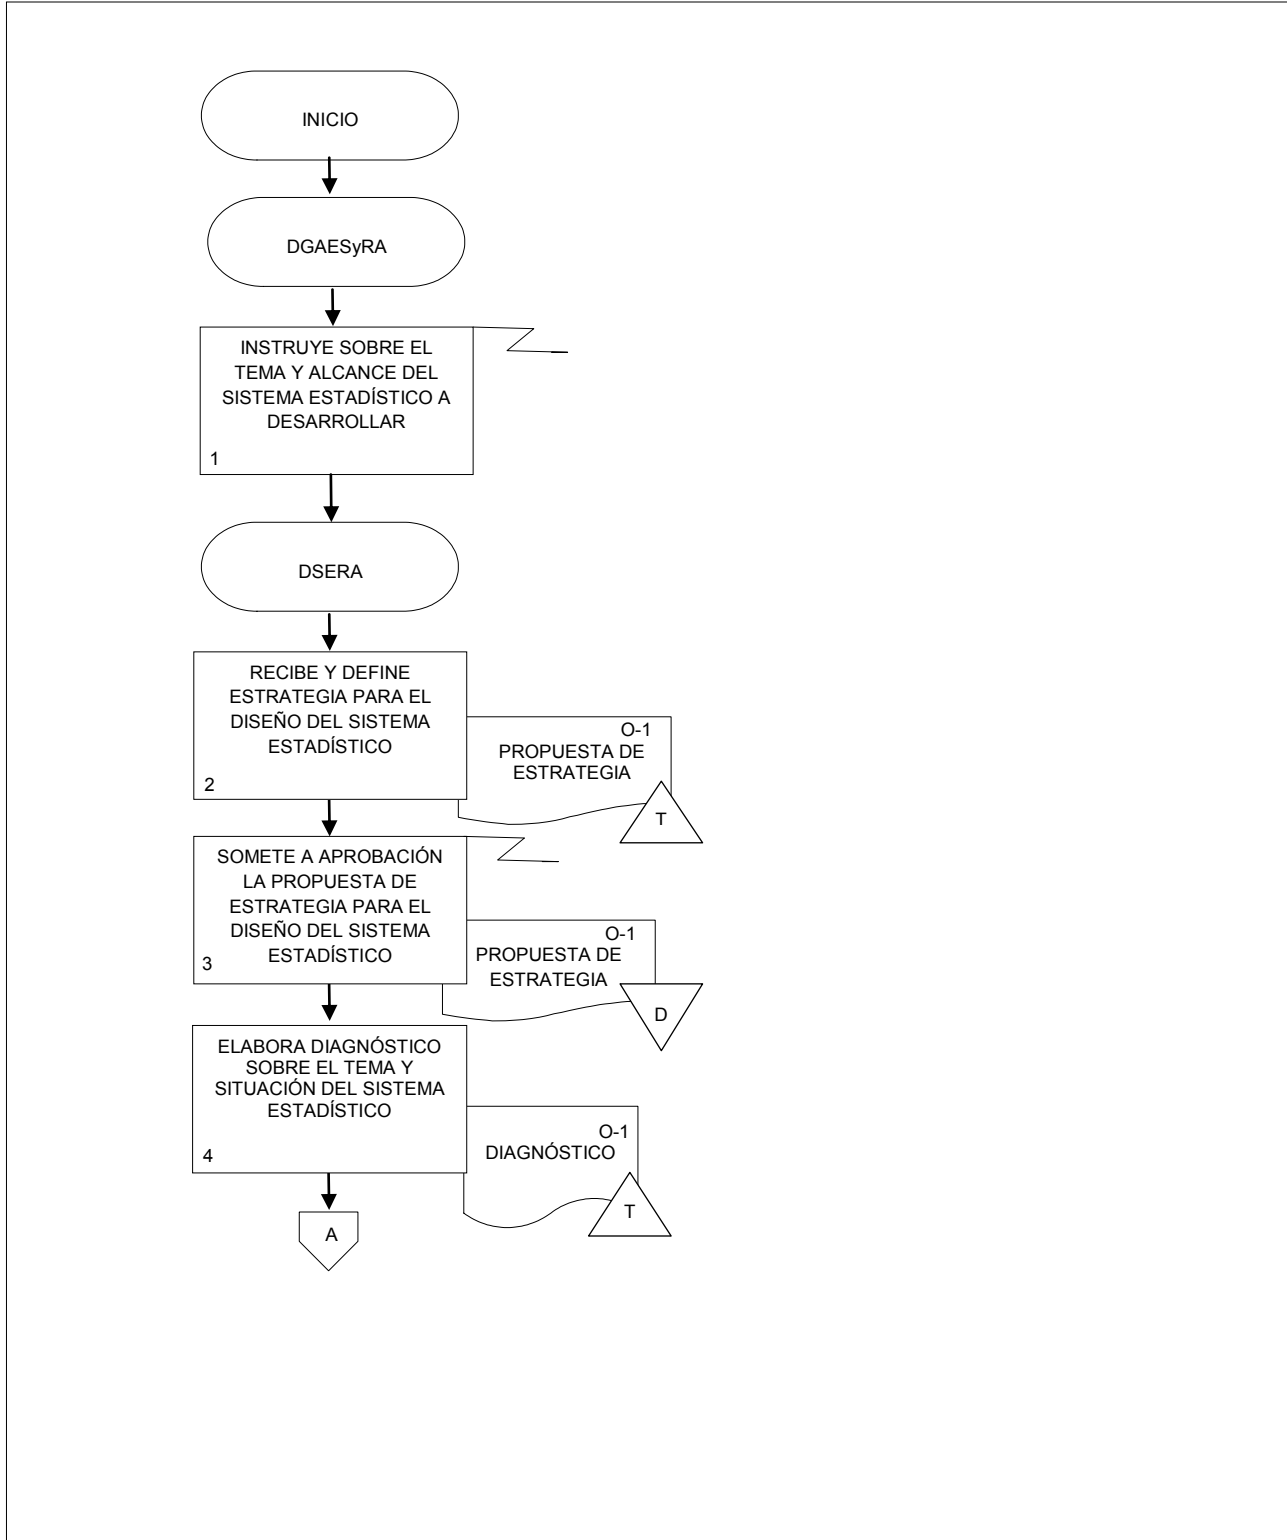 INICIO
DGAESyRA
INSTRUYE SOBRE EL
TEMA Y ALCANCE DEL
SISTEMA ESTADÍSTICO A
DESARROLLAR
1
DSERA
RECIBE Y DEFINE
ESTRATEGIA PARA EL
DISEÑO DEL SISTEMA
ESTADÍSTICO
2
O-1
PROPUESTA DE
ESTRATEGIA
T
SOMETE A APROBACIÓN
LA PROPUESTA DE
ESTRATEGIA PARA EL
DISEÑO DEL SISTEMA
ESTADÍSTICO
3
O-1
PROPUESTA DE
ESTRATEGIA
D
ELABORA DIAGNÓSTICO
SOBRE EL TEMA Y
SITUACIÓN DEL SISTEMA
ESTADÍSTICO
4
O-1
DIAGNÓSTICO
T
A